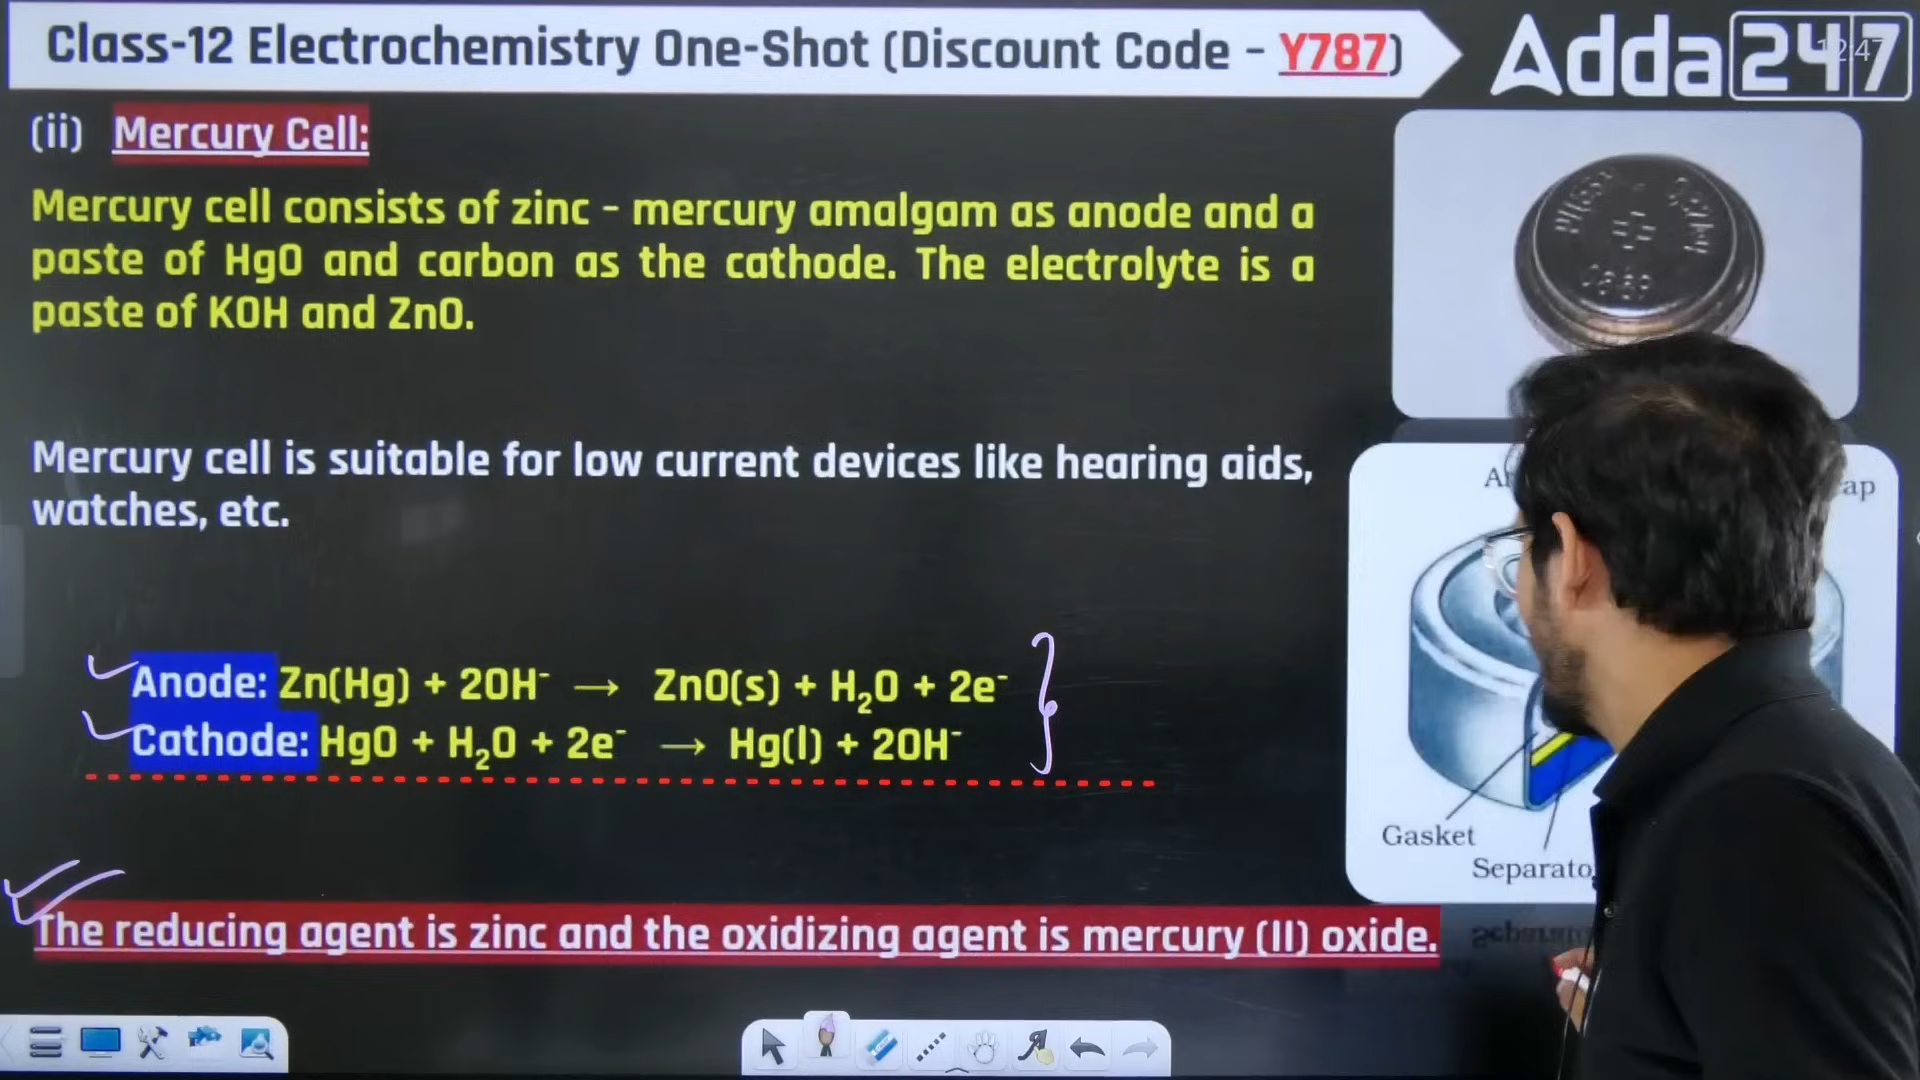 Class-12 Electrochemistry One-Shot (Discount Code - Y787)
Adda247
12:47
(ii) Mercury Cell:
Mercury cell consists of zinc - mercury amalgam as anode and a
paste of HgO and carbon as the cathode. The electrolyte is a
paste of KOH and ZnO.
Mercury cell is suitable for low current devices like hearing aids,
watches, etc.
Anode: Zn(Hg) + 2OH⁻ → ZnO(s) + H₂O + 2e⁻
Cathode: HgO + H₂O + 2e⁻ → Hg(l) + 2OH⁻
The reducing agent is zinc and the oxidizing agent is mercury (II) oxide.
Gasket
Separato